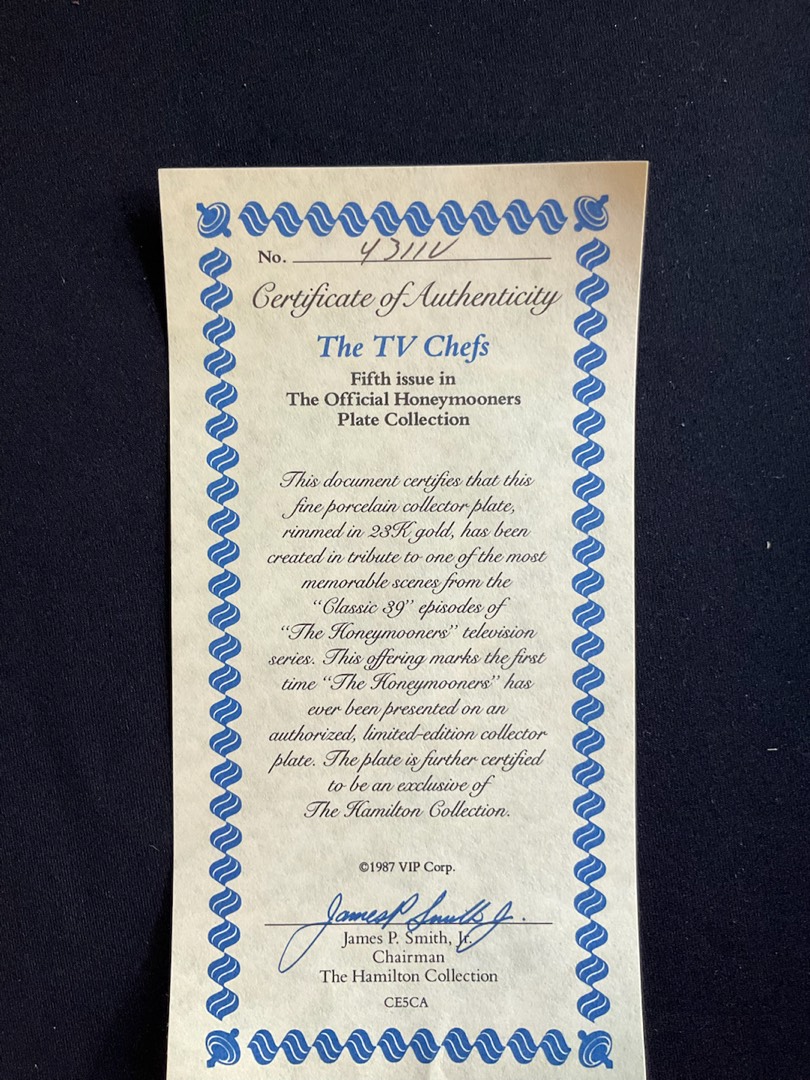 No. 4311V
Certificate of Authenticity
The TV Chefs
Fifth issue in
The Official Honeymooners
Plate Collection
This document certifies that this
fine porcelain collector plate,
rimmed in 23K gold, has been
created in tribute to one of the most
memorable scenes from the
“Classic 39” episodes of
“The Honeymooners” television
series. This offering marks the first
time “The Honeymooners” has
ever been presented on an
authorized, limited-edition collector
plate. The plate is further certified
to be an exclusive of
The Hamilton Collection.
©1987 VIP Corp.
James P Smith Jr.
James P. Smith, Jr.
Chairman
The Hamilton Collection
CE5CA